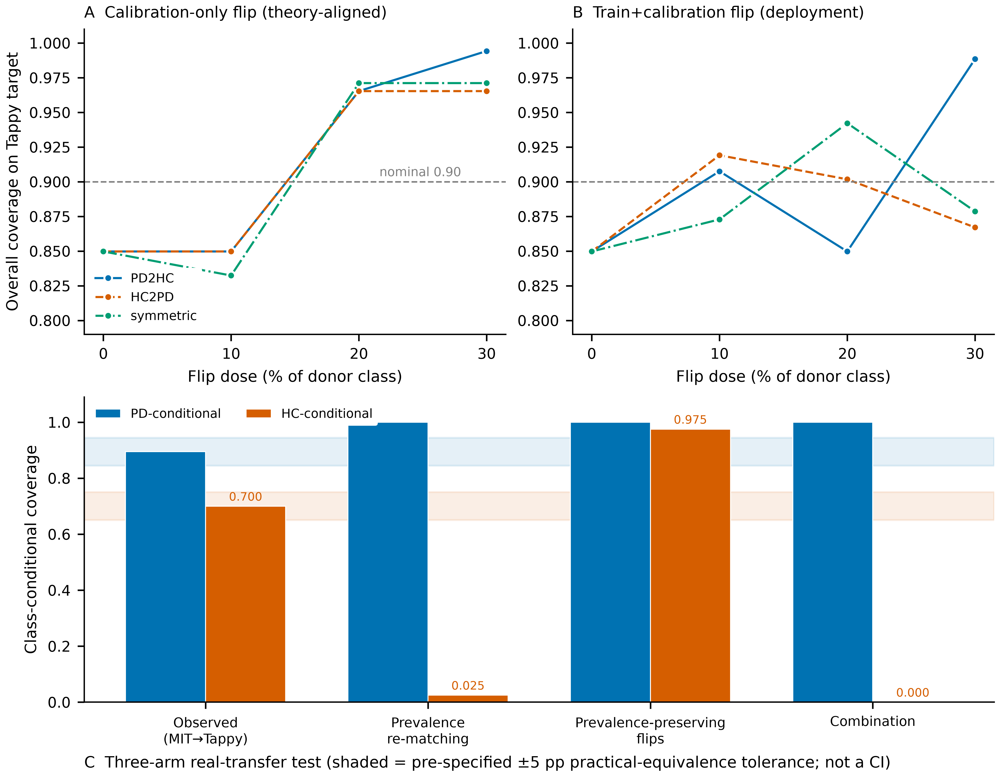 A Calibration-only flip (theory-aligned)
Overall coverage on Tappy target
1.000
0.975
0.950
0.925
0.900
0.875
0.850
0.825
0.800
nominal 0.90
PD2HC
HC2PD
symmetric
0 10 20 30
Flip dose (% of donor class)
B Train+calibration flip (deployment)
1.000
0.975
0.950
0.925
0.900
0.875
0.850
0.825
0.800
0 10 20 30
Flip dose (% of donor class)
Class-conditional coverage
1.0
0.8
0.6
0.4
0.2
0.0
PD-conditional HC-conditional
0.700
0.025
0.975
0.000
Observed
(MIT→Tappy)
Prevalence
re-matching
Prevalence-preserving
flips
Combination
C Three-arm real-transfer test (shaded = pre-specified ±5 pp practical-equivalence tolerance; not a CI)